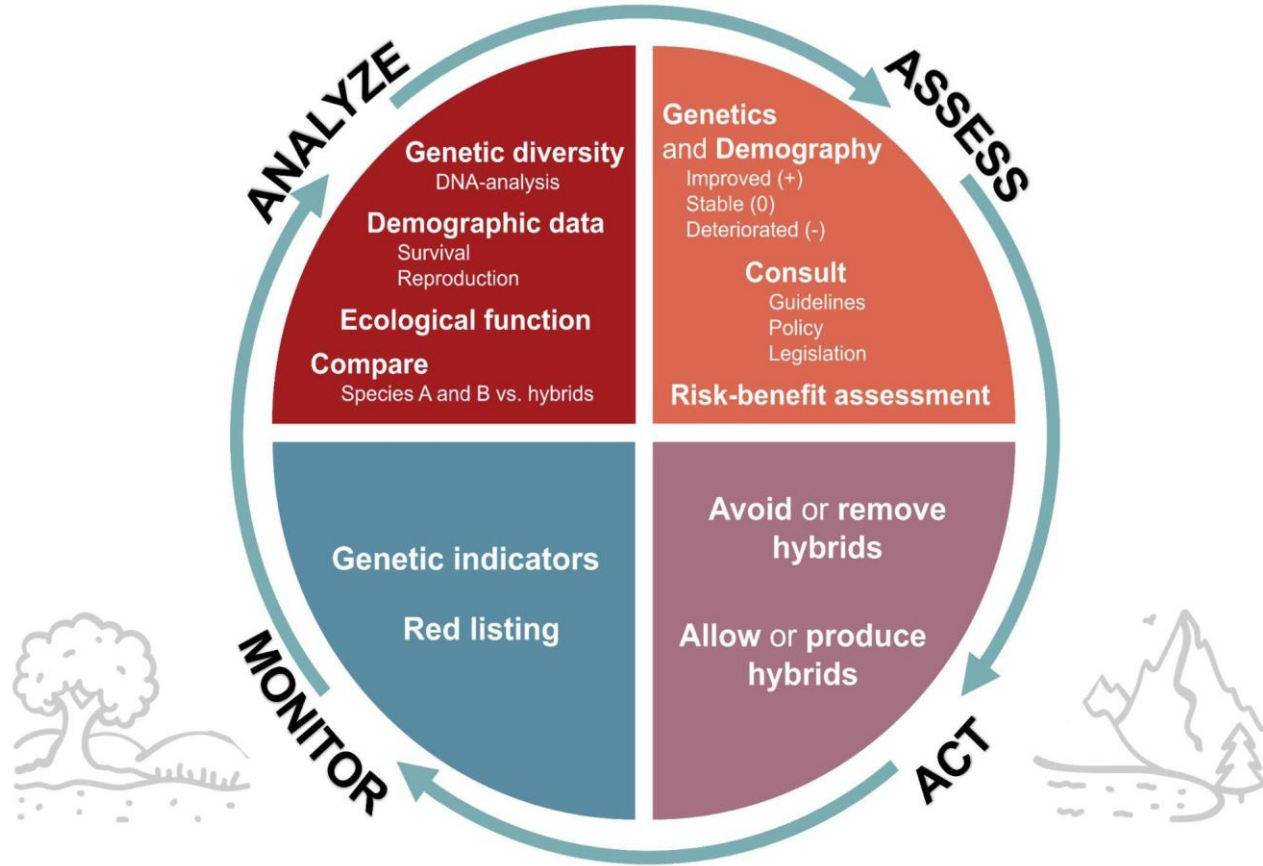 ANALYZE
Genetic diversity
DNA-analysis
Demographic data
Survival
Reproduction
Ecological function
Compare
Species A and B vs. hybrids
ASSESS
Genetics
and Demography
Improved (+)
Stable (0)
Deteriorated (-)
Consult
Guidelines
Policy
Legislation
Risk-benefit assessment
ACT
Avoid or remove
hybrids
Allow or produce
hybrids
MONITOR
Genetic indicators
Red listing